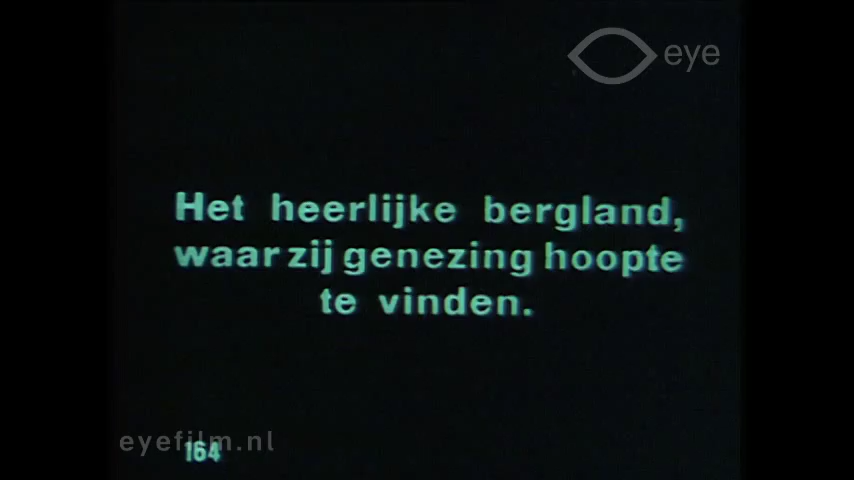 eye
Het heerlijke bergland,
waar zij genezing hoopte
te vinden.
eyefilm.nl
164